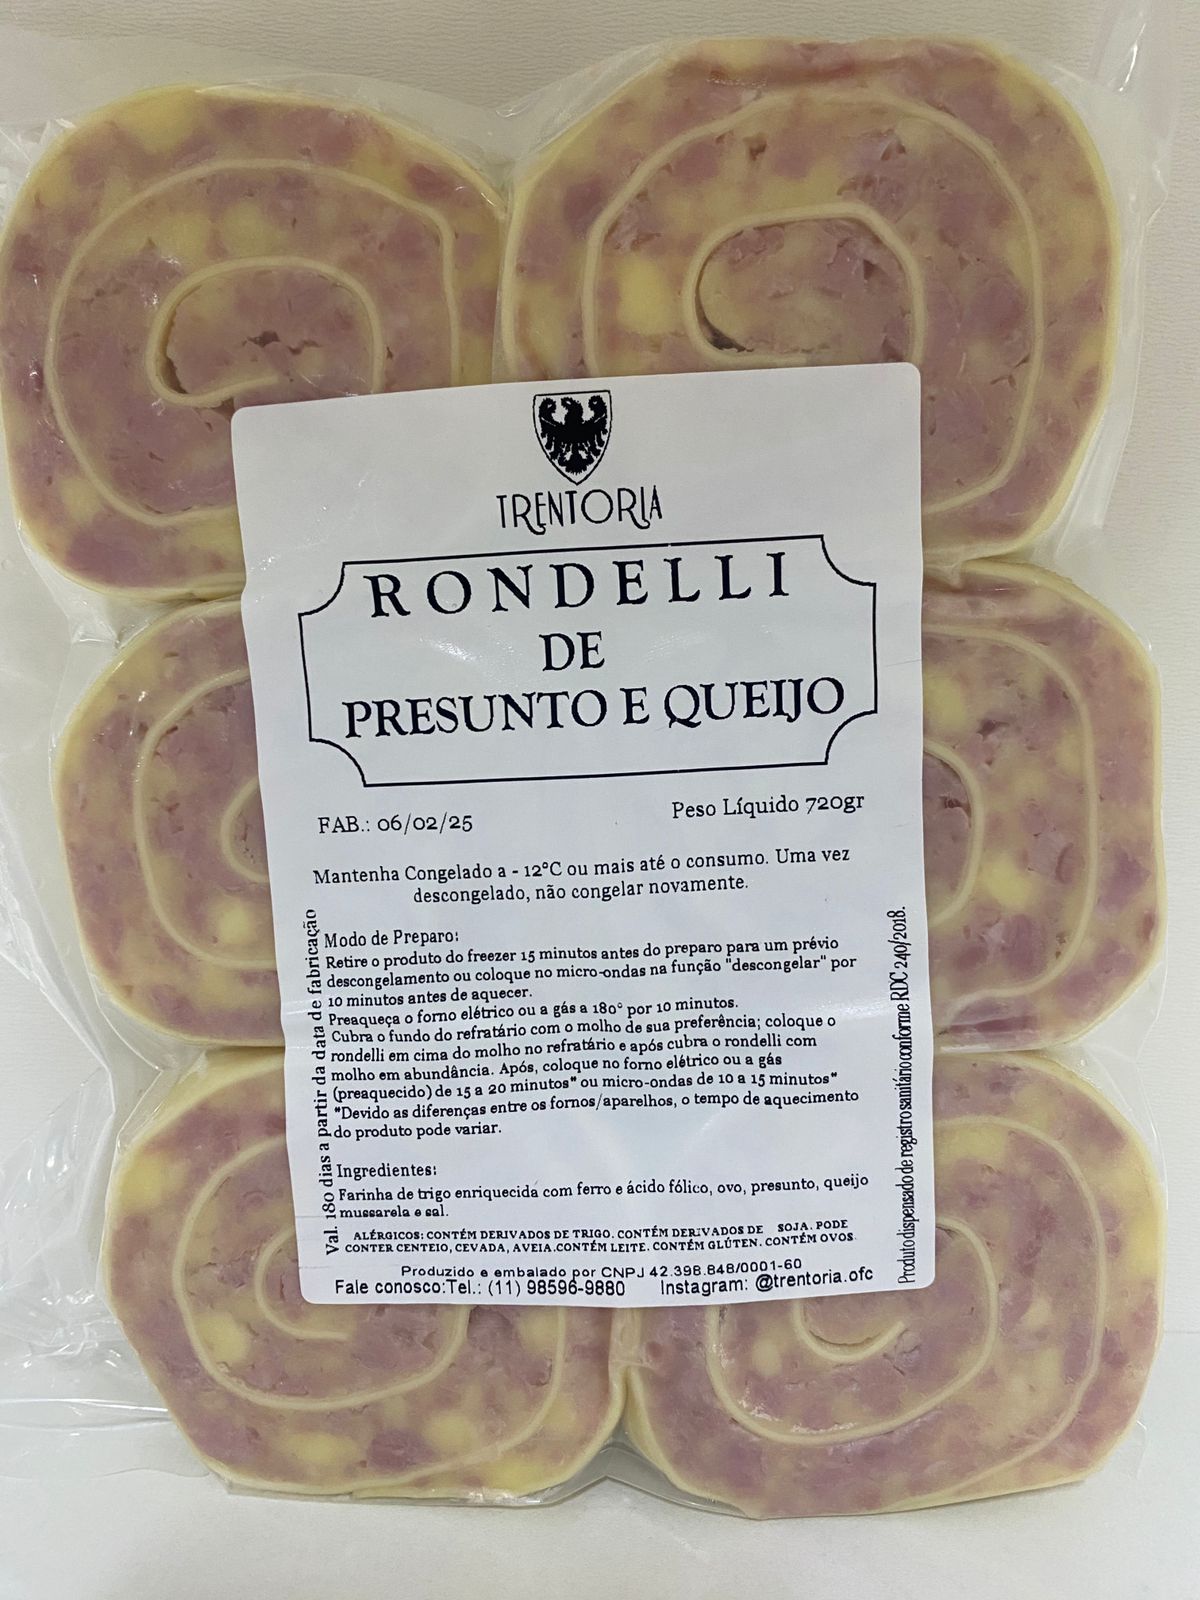 TRENTORIA
RONDELLI
DE
PRESUNTO E QUEIJO
FAB.: 06/02/25
Peso Líquido 720gr
Mantenha Congelado a - 12°C ou mais até o consumo. Uma vez
descongelado, não congelar novamente.
Modo de Preparo:
Retire o produto do freezer 15 minutos antes do preparo para um prévio
descongelamento ou coloque no micro-ondas na função "descongelar" por
10 minutos antes de aquecer.
Preaqueça o forno elétrico ou a gás a 180° por 10 minutos.
Cubra o fundo do refratário com o molho de sua preferência; coloque o
rondelli em cima do molho no refratário e após cubra o rondelli com
molho em abundância. Após, coloque no forno elétrico ou a gás
(preaquecido) de 15 a 20 minutos* ou micro-ondas de 10 a 15 minutos*
*Devido as diferenças entre os fornos/aparelhos, o tempo de aquecimento
do produto pode variar.
Ingredientes:
Farinha de trigo enriquecida com ferro e ácido fólico, ovo, presunto, queijo
mussarela e sal.
ALÉRGICOS: CONTÉM DERIVADOS DE TRIGO. CONTÉM DERIVADOS DE SOJA. PODE
CONTER CENTEIO, CEVADA, AVEIA.CONTÉM LEITE. CONTÉM GLÚTEN. CONTÉM OVOS.
Produzido e embalado por CNPJ 42.398.848/0001-60
Fale conosco:Tel.: (11) 98596-9880 Instagram: @trentoria.ofc
Val. 180 dias a partir da data de fabricação
Produto dispensado de registro sanitário conforme RDC 240/2018.